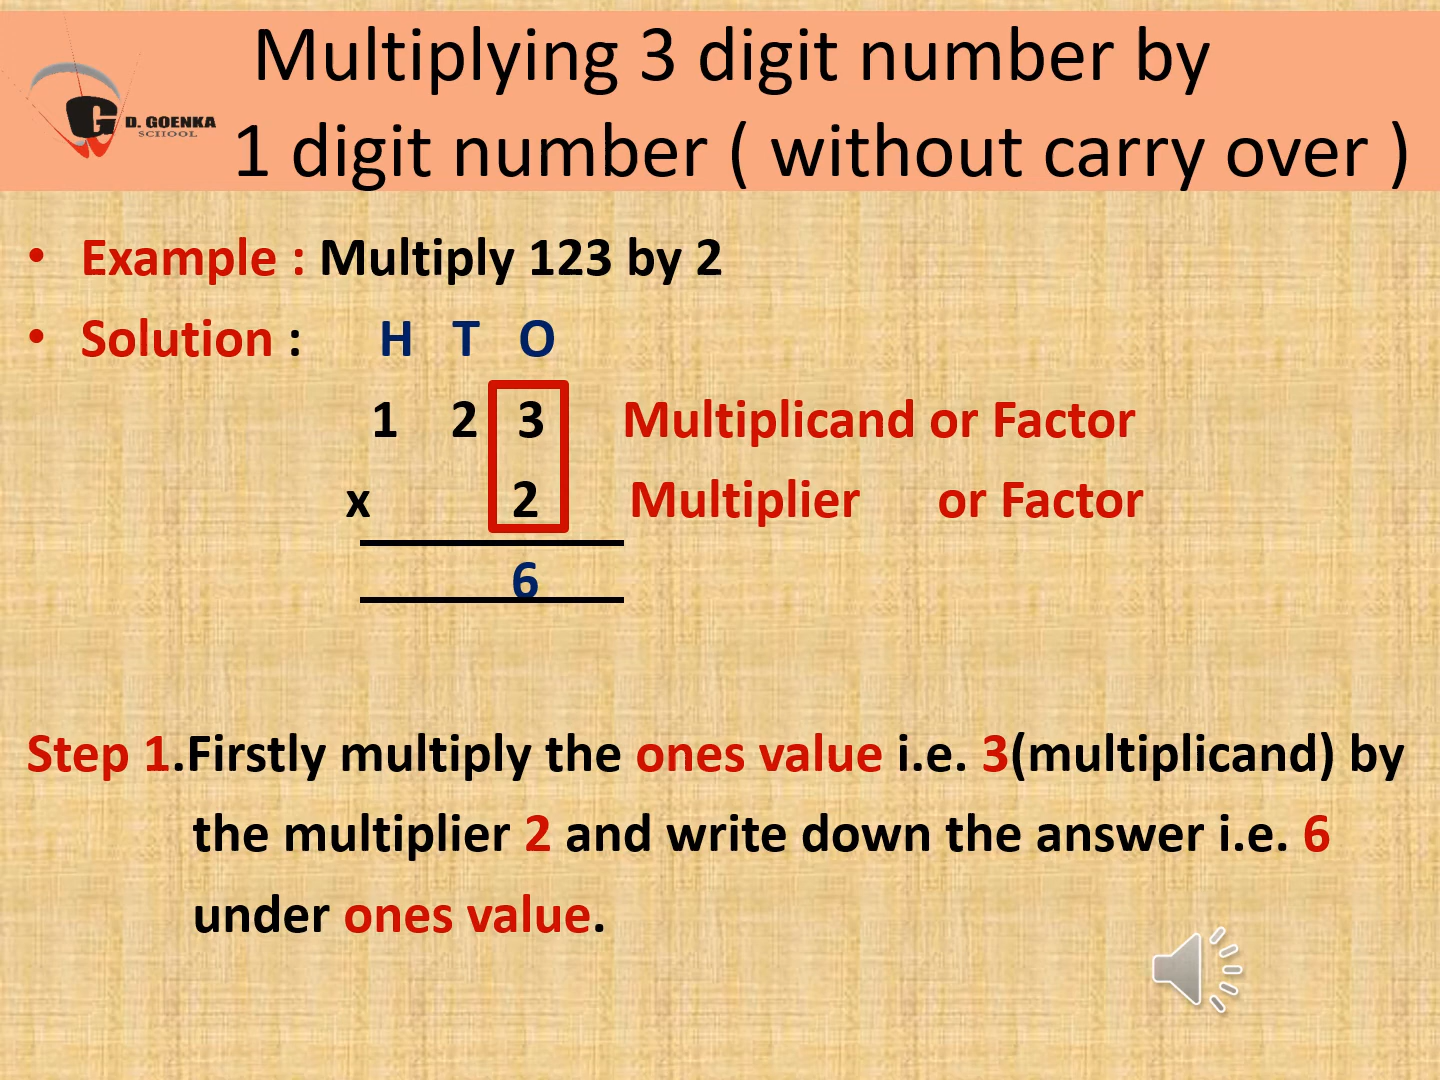 Multiplying 3 digit number by
1 digit number ( without carry over )
G D. GOENKA
SCHOOL
• Example : Multiply 123 by 2
• Solution : H T O
1 2 3 Multiplicand or Factor
x 2 Multiplier or Factor
6
Step 1.Firstly multiply the ones value i.e. 3(multiplicand) by
the multiplier 2 and write down the answer i.e. 6
under ones value.